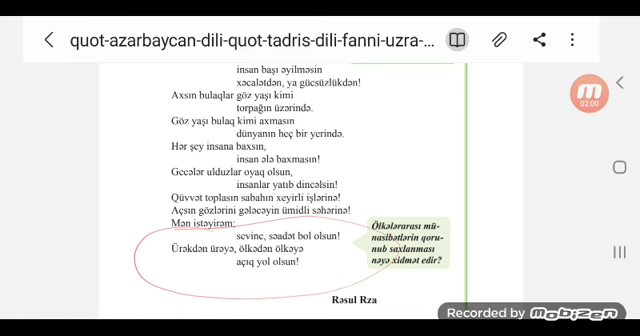 quot-azarbaycan-dili-quot-tadris-dili-fanni-uzra-...
insan başı əyilməsin
xəcalətdən, ya gücsüzlükdən!
Axsın bulaqlar göz yaşı kimi
torpağın üzərində.
Göz yaşı bulaq kimi axmasın
dünyanın heç bir yerində.
Hər şey insana baxsın,
insan ələ baxmasın!
Gecələr ulduzlar oyaq olsun,
insanlar yatıb dincəlsin!
Qüvvət toplasın sabahın xeyirli işlərinə!
Açsın gözlərini gələcəyin ümidli səhərinə!
Mən istəyirəm;
sevinc, səadət bol olsun!
Ürəkdən ürəyə, ölkədən ölkəyə
açıq yol olsun!
Rəsul Rza
Ölkələrarası mü-
nasibətlərin qoru-
nub saxlanması
nəyə xidmət edir?
02:00
Recorded by MOBIZEN